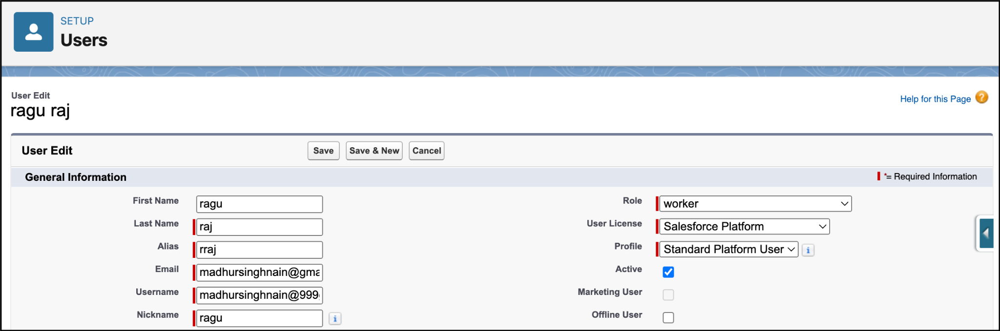 SETUP
Users
User Edit
ragu raj
Help for this Page ?
User Edit
Save
Save & New
Cancel
General Information
*= Required Information
First Name ragu
Last Name raj
Alias rraj
Email madhursinghnain@gma
Username madhursinghnain@999
Nickname ragu i
Role worker
User License Salesforce Platform
Profile Standard Platform User i
Active
Marketing User
Offline User